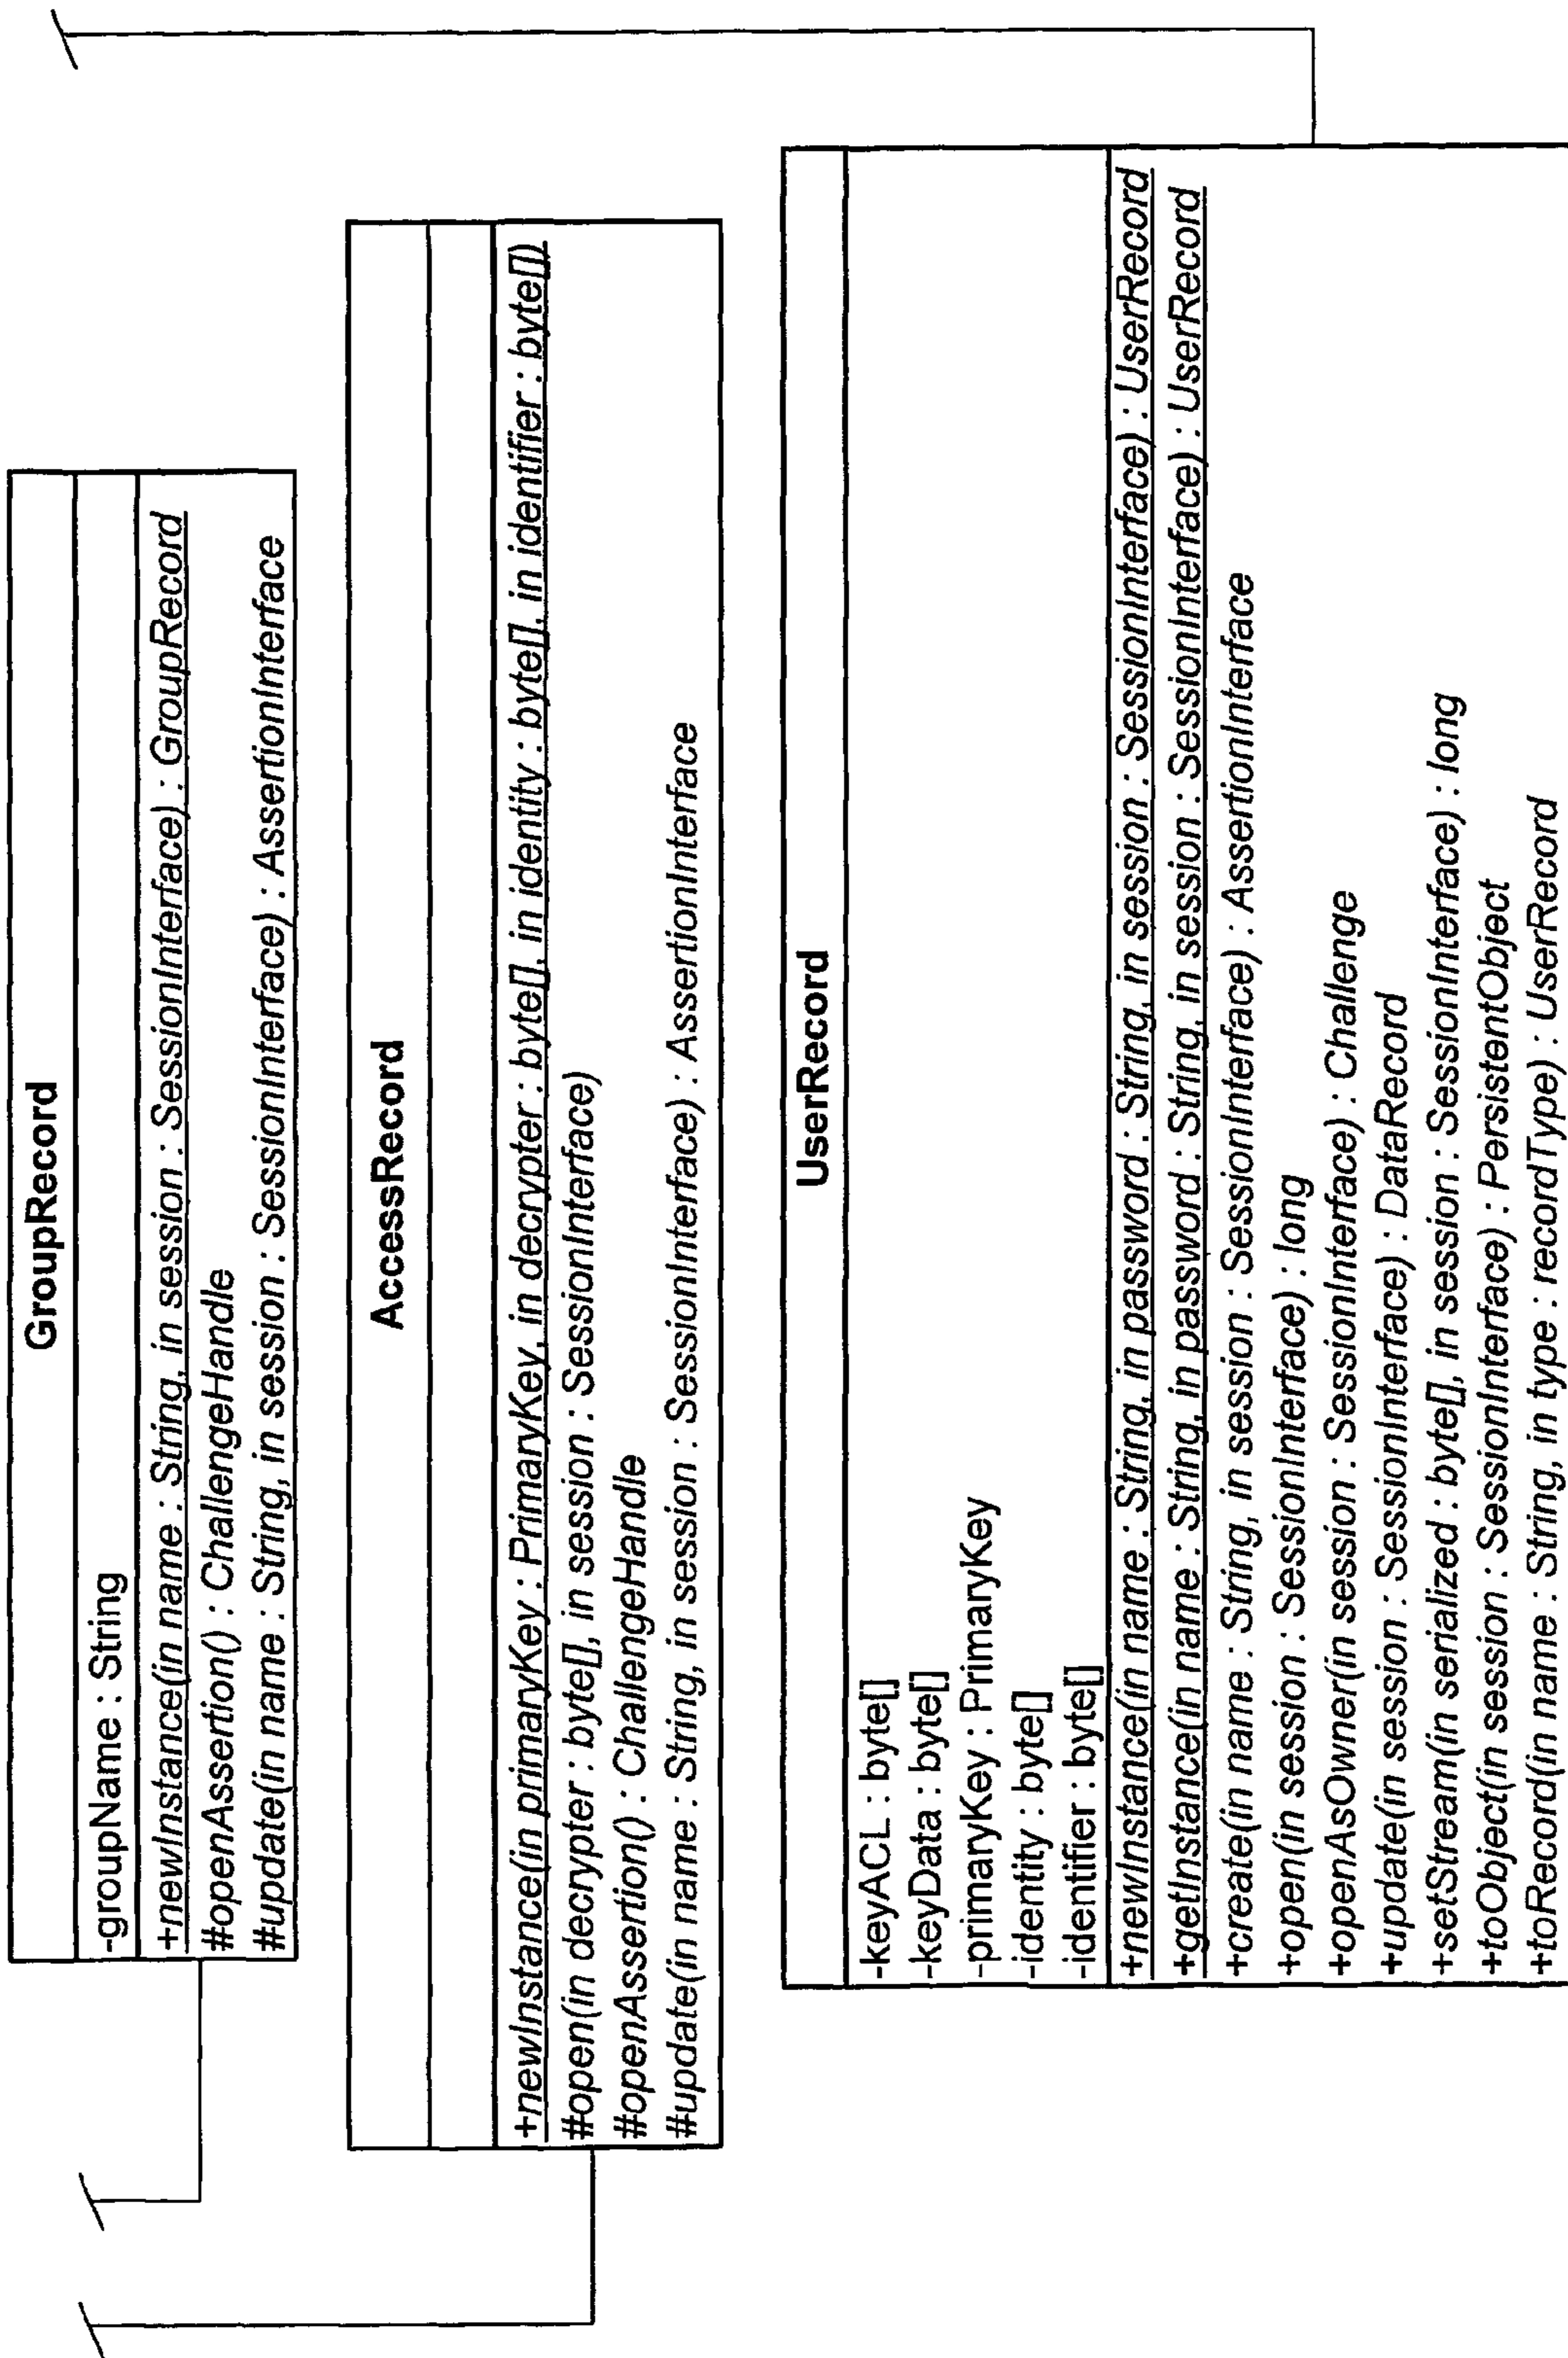 GroupRecord
-groupName : String
+newInstance(in name : String, in session : SessionInterface) : GroupRecord
#openAssertion() : ChallengeHandle
#update(in name : String, in session : SessionInterface) : AssertionInterface
AccessRecord
+newInstance(in primaryKey : PrimaryKey, in decrypter : byte[], in identity : byte[], in identifier : byte[])
#open(in decrypter : byte[], in session : SessionInterface)
#openAssertion() : ChallengeHandle
#update(in name : String, in session : SessionInterface) : AssertionInterface
UserRecord
-keyACL : byte[]
-keyData : byte[]
-primaryKey : PrimaryKey
-identity : byte[]
-identifier : byte[]
+newInstance(in name : String, in password : String, in session : SessionInterface) : UserRecord
+getInstance(in name : String, in password : String, in session : SessionInterface) : UserRecord
+create(in name : String, in session : SessionInterface) : AssertionInterface
+open(in session : SessionInterface) : long
+openAsOwner(in session : SessionInterface) : Challenge
+update(in session : SessionInterface) : DataRecord
+setStream(in serialized : byte[], in session : SessionInterface) : long
+toObject(in session : SessionInterface) : PersistentObject
+toRecord(in name : String, in type : recordType) : UserRecord